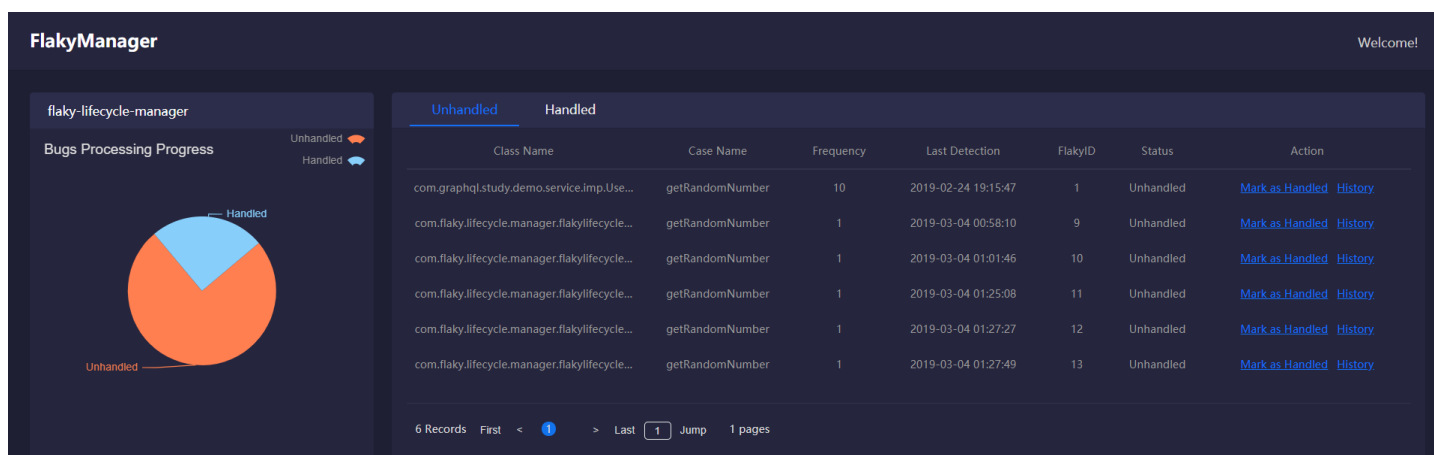 FlakyManager
Welcome!
flaky-lifecycle-manager
Bugs Processing Progress
Unhandled
Handled
Handled
Unhandled
Unhandled Handled
Class Name Case Name Frequency Last Detection FlakyID Status Action
com.graphql.study.demo.service.imp.Use... getRandomNumber 10 2019-02-24 19:15:47 1 Unhandled Mark as Handled History
com.flaky.lifecycle.manager.flakylifecycle... getRandomNumber 1 2019-03-04 00:58:10 9 Unhandled Mark as Handled History
com.flaky.lifecycle.manager.flakylifecycle... getRandomNumber 1 2019-03-04 01:01:46 10 Unhandled Mark as Handled History
com.flaky.lifecycle.manager.flakylifecycle... getRandomNumber 1 2019-03-04 01:25:08 11 Unhandled Mark as Handled History
com.flaky.lifecycle.manager.flakylifecycle... getRandomNumber 1 2019-03-04 01:27:27 12 Unhandled Mark as Handled History
com.flaky.lifecycle.manager.flakylifecycle... getRandomNumber 1 2019-03-04 01:27:49 13 Unhandled Mark as Handled History
6 Records First < 1 > Last 1 Jump 1 pages